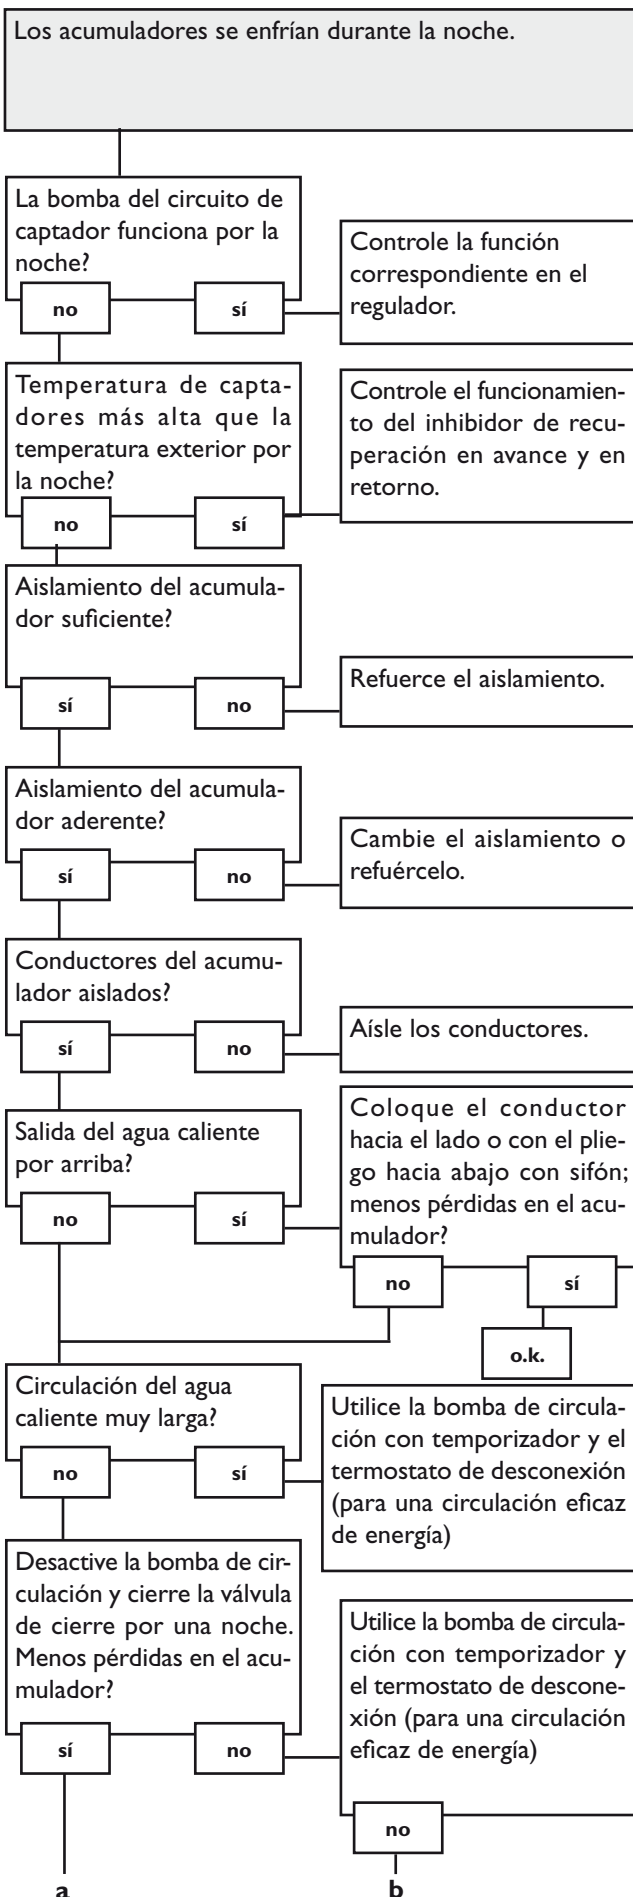 Los acumuladores se enfrían durante la noche.
La bomba del circuito de
captador funciona por la
noche?
no
sí
Controle la función
correspondiente en el
regulador.
Temperatura de capta-
dores más alta que la
temperatura exterior por
la noche?
no
sí
Controle el funcionamien-
to del inhibidor de recu-
peración en avance y en
retorno.
Aislamiento del acumula-
dor suficiente?
sí
no
Refuerce el aislamiento.
Aislamiento del acumula-
dor aderente?
sí
no
Cambie el aislamiento o
refuércelo.
Conductores del acumu-
lador aislados?
sí
no
Aísle los conductores.
Salida del agua caliente
por arriba?
no
sí
Coloque el conductor
hacia el lado o con el plie-
go hacia abajo con sifón;
menos pérdidas en el acu-
mulador?
no
sí
o.k.
Circulación del agua
caliente muy larga?
no
sí
Utilice la bomba de circula-
ción con temporizador y el
termostato de desconexión
(para una circulación eficaz
de energía)
Desactive la bomba de cir-
culación y cierre la válvula
de cierre por una noche.
Menos pérdidas en el acu-
mulador?
sí
no
Utilice la bomba de circula-
ción con temporizador y
el termostato de descone-
xión (para una circulación
eficaz de energía)
no
a
b